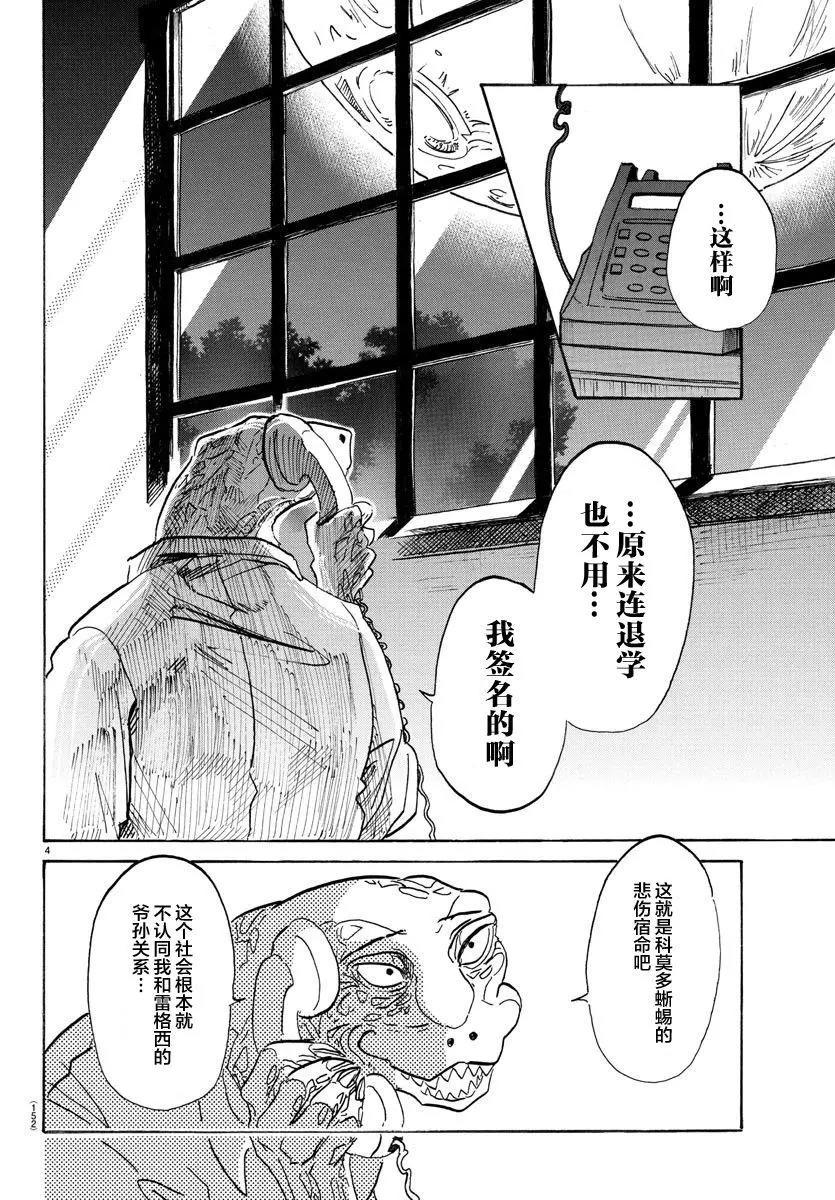 …这样啊
…原来连退学
也不用…
我签名的啊
这就是科莫多蜥蜴的
悲伤宿命吧
这个社会根本就
不认同我和雷格西的
爷孙关系…
4
(152)